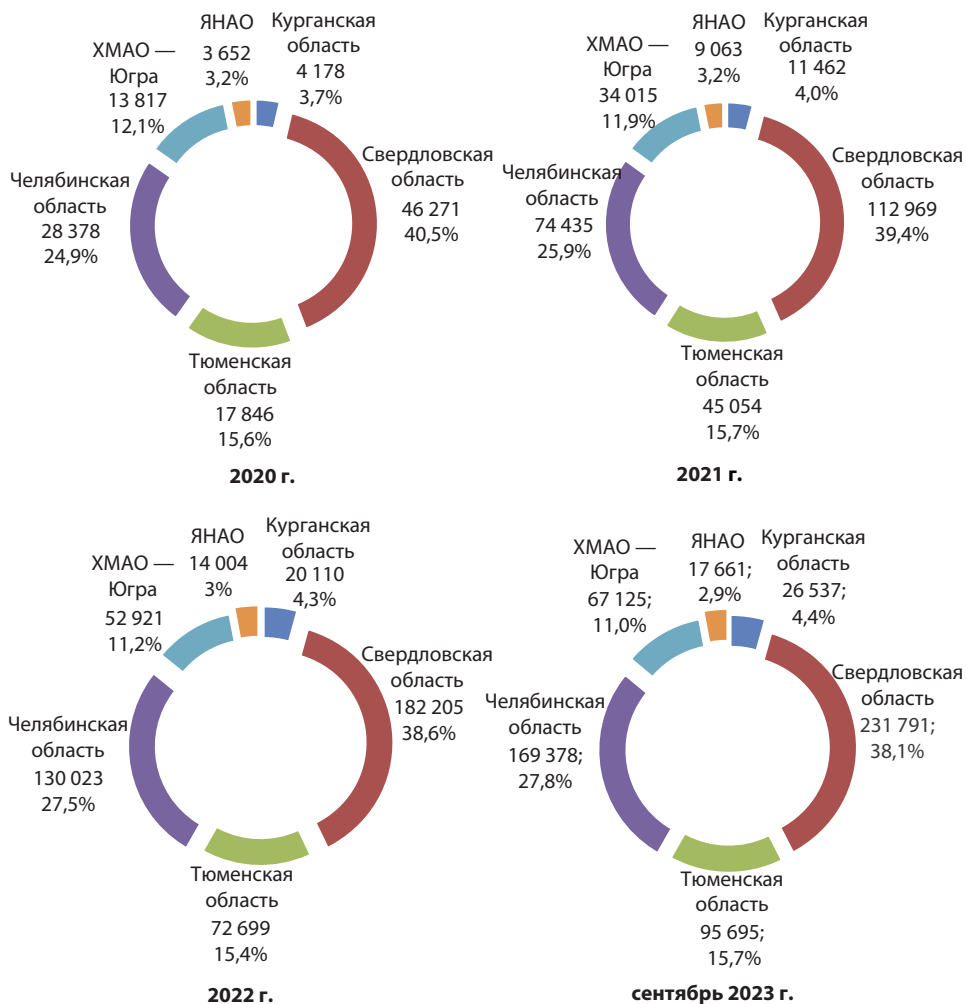 ЯНАО
3 652
3,2%
Курганская
область
4 178
3,7%
ХМАО —
Югра
13 817
12,1%
Свердловская
область
46 271
40,5%
Челябинская
область
28 378
24,9%
Тюменская
область
17 846
15,6%
2020 г.
ЯНАО
9 063
3,2%
Курганская
область
11 462
4,0%
ХМАО —
Югра
34 015
11,9%
Свердловская
область
112 969
39,4%
Челябинская
область
74 435
25,9%
Тюменская
область
45 054
15,7%
2021 г.
ЯНАО
14 004
3%
Курганская
область
20 110
4,3%
ХМАО —
Югра
52 921
11,2%
Свердловская
область
182 205
38,6%
Челябинская
область
130 023
27,5%
Тюменская
область
72 699
15,4%
2022 г.
ЯНАО
17 661;
2,9%
Курганская
область
26 537;
4,4%
ХМАО —
Югра
67 125;
11,0%
Свердловская
область
231 791;
38,1%
Челябинская
область
169 378;
27,8%
Тюменская
область
95 695;
15,7%
сентябрь 2023 г.